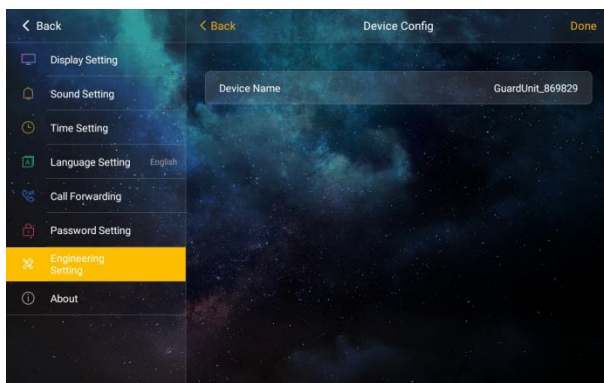 Back
Display Setting
Sound Setting
Time Setting
Language Setting English
Call Forwarding
Password Setting
Engineering
Setting
About
Back Device Config Done
Device Name GuardUnit_869829